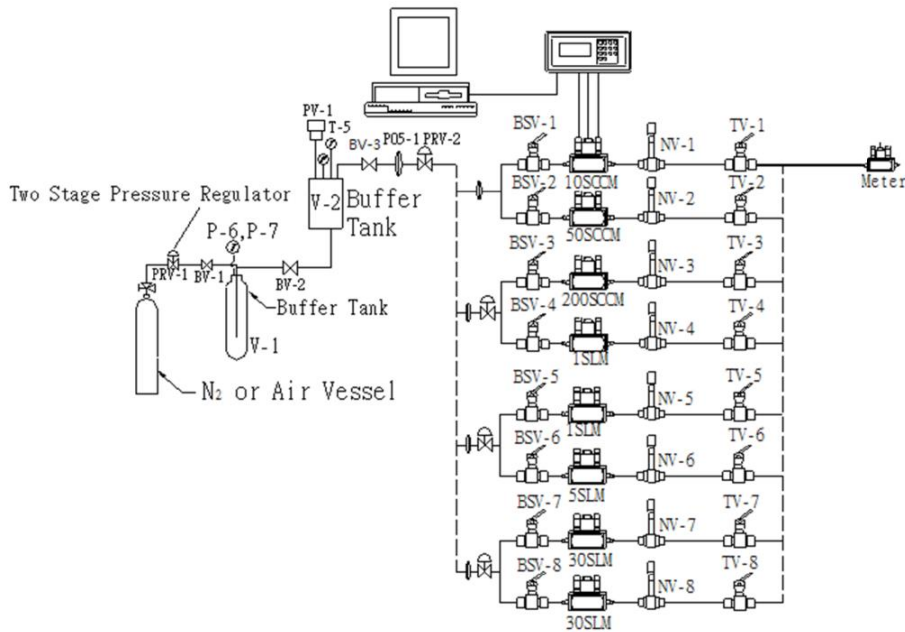 PV-1
T-5
BV-3
PO5-1
PRV-2
V-2
Buffer
Tank
Two Stage Pressure Regulator
P-6,P-7
PRV-1
BV-1
BV-2
Buffer Tank
V-1
N₂ or Air Vessel
BSV-1
10SCCM
NV-1
TV-1
Meter
BSV-2
50SCCM
NV-2
TV-2
BSV-3
200SCCM
NV-3
TV-3
BSV-4
1SLM
NV-4
TV-4
BSV-5
1SLM
NV-5
TV-5
BSV-6
5SLM
NV-6
TV-6
BSV-7
30SLM
NV-7
TV-7
BSV-8
30SLM
NV-8
TV-8